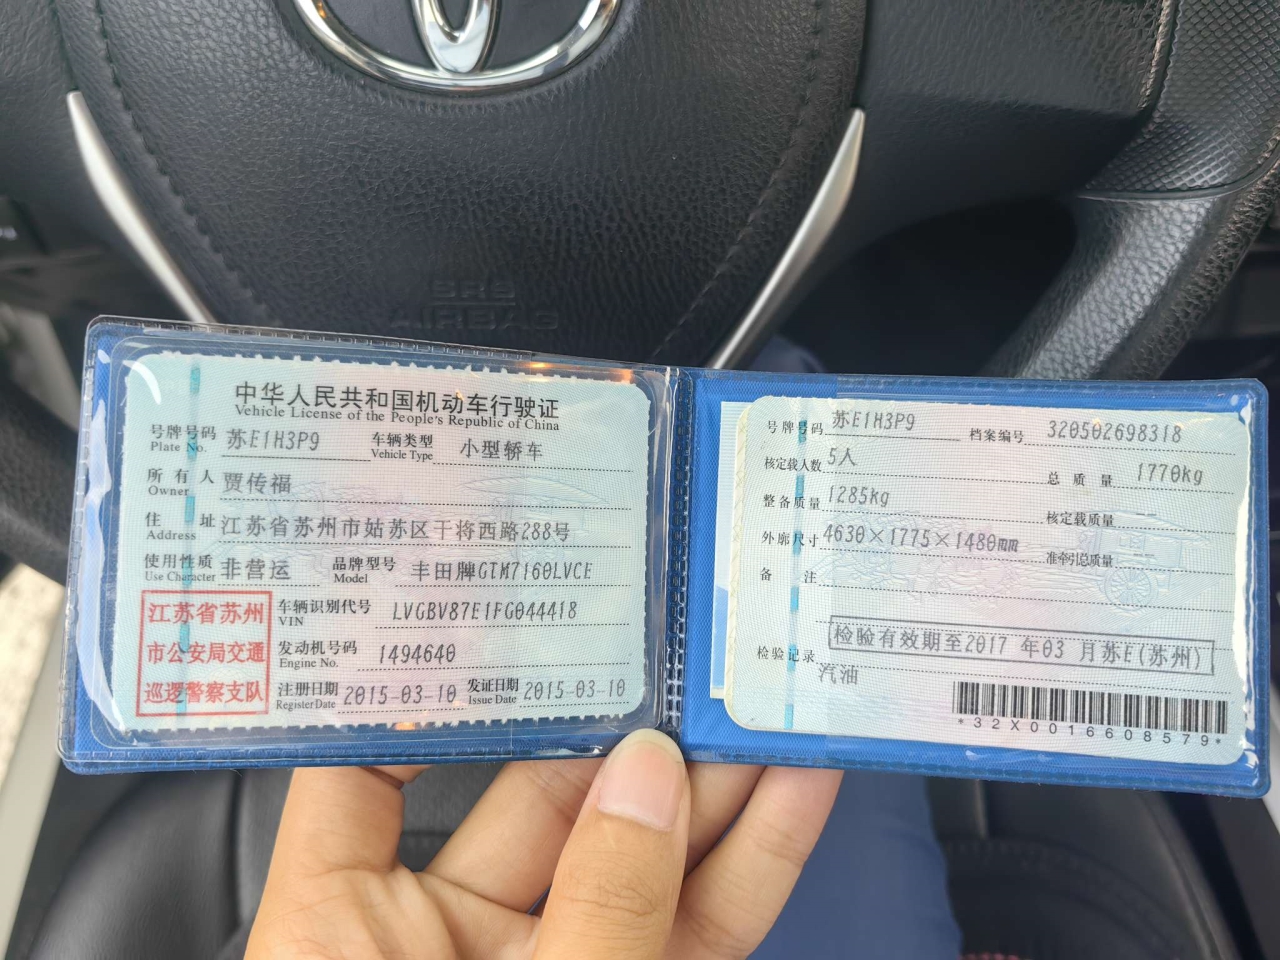 SRS
AIRBAG
中华人民共和国机动车行驶证
Vehicle License of the People's Republic of China
号牌号码 苏E1H3P9 车辆类型 小型轿车
Plate No. Vehicle Type
所有人 贾传福
Owner
住址 江苏省苏州市姑苏区干将西路288号
Address
使用性质 非营运 品牌型号 丰田牌GTM7160LVCE
Use Character Model
江苏省苏州
市公安局交通
巡逻警察支队
车辆识别代号 LVGBV87E1FG044418
VIN
发动机号码 1494640
Engine No.
注册日期 2015-03-10 发证日期 2015-03-10
Register Date Issue Date
号牌号码 苏E1H3P9 档案编号 320502698318
核定载人数 5人 总质量 1770kg
整备质量 1285kg 核定载质量 --
外廓尺寸 4630×1775×1480mm 准牵引总质量 --
备注
检验记录 检验有效期至2017 年03 月苏E(苏州)
汽油
*32X0016608579*